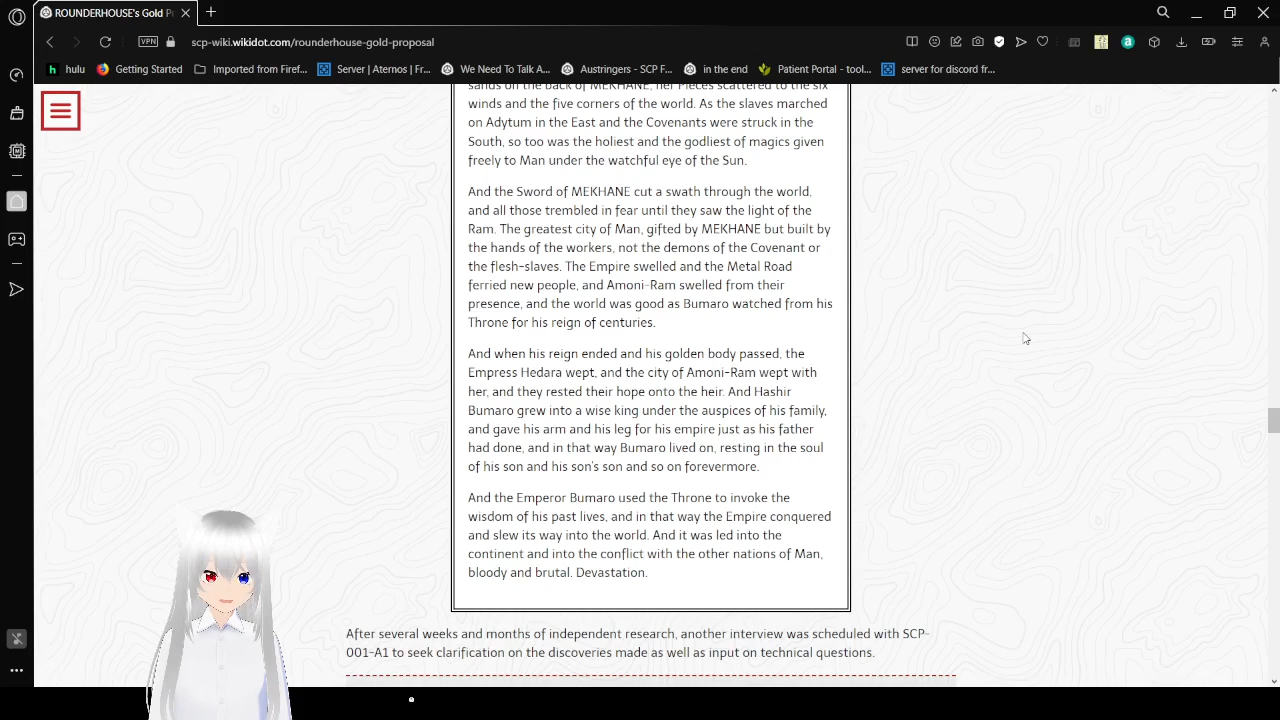 ROUNDERHOUSE's Gold P
VPN
scp-wiki.wikidot.com/rounderhouse-gold-proposal
hulu
Getting Started
Imported from Firef...
Server | Aternos | Fr...
We Need To Talk A...
Austringers - SCP F...
in the end
Patient Portal - tool...
server for discord fr...
sands on the back of MEKHANE, her Pieces scattered to the six
winds and the five corners of the world. As the slaves marched
on Adytum in the East and the Covenants were struck in the
South, so too was the holiest and the godliest of magics given
freely to Man under the watchful eye of the Sun.
And the Sword of MEKHANE cut a swath through the world,
and all those trembled in fear until they saw the light of the
Ram. The greatest city of Man, gifted by MEKHANE but built by
the hands of the workers, not the demons of the Covenant or
the flesh-slaves. The Empire swelled and the Metal Road
ferried new people, and Amoni-Ram swelled from their
presence, and the world was good as Bumaro watched from his
Throne for his reign of centuries.
And when his reign ended and his golden body passed, the
Empress Hedara wept, and the city of Amoni-Ram wept with
her, and they rested their hope onto the heir. And Hashir
Bumaro grew into a wise king under the auspices of his family,
and gave his arm and his leg for his empire just as his father
had done, and in that way Bumaro lived on, resting in the soul
of his son and his son's son and so on forevermore.
And the Emperor Bumaro used the Throne to invoke the
wisdom of his past lives, and in that way the Empire conquered
and slew its way into the world. And it was led into the
continent and into the conflict with the other nations of Man,
bloody and brutal. Devastation.
After several weeks and months of independent research, another interview was scheduled with SCP-
001-A1 to seek clarification on the discoveries made as well as input on technical questions.